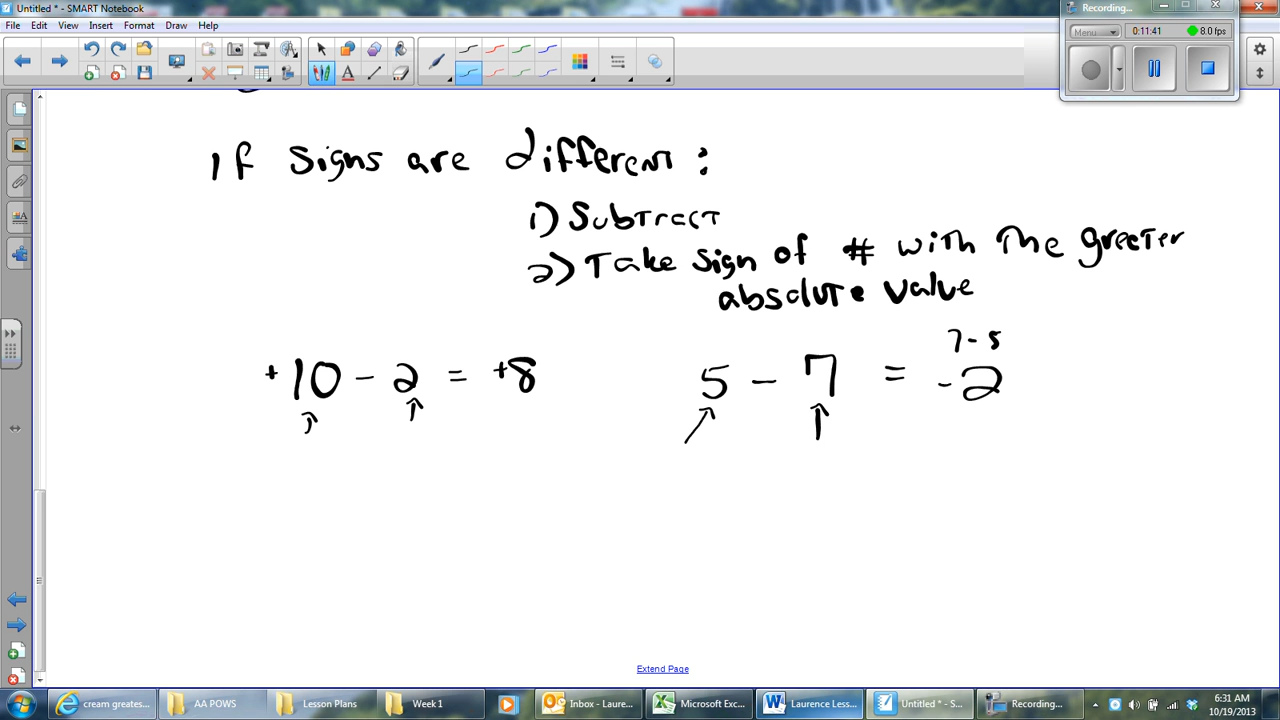 Untitled * - SMART Notebook
Recording...
File Edit View Insert Format Draw Help
Menu 0:11:41 8.0 fps
If signs are different:
1) Subtract
2) Take sign of # with the greeter
absolute value
7 - 5
+10 - 2 = +8 5 - 7 = -2
Extend Page
cream greates... AA POWS Lesson Plans Week 1 Inbox - Laure... Microsoft Exc... Laurence Less... Untitled * - S... Recording... 6:31 AM
10/19/2013